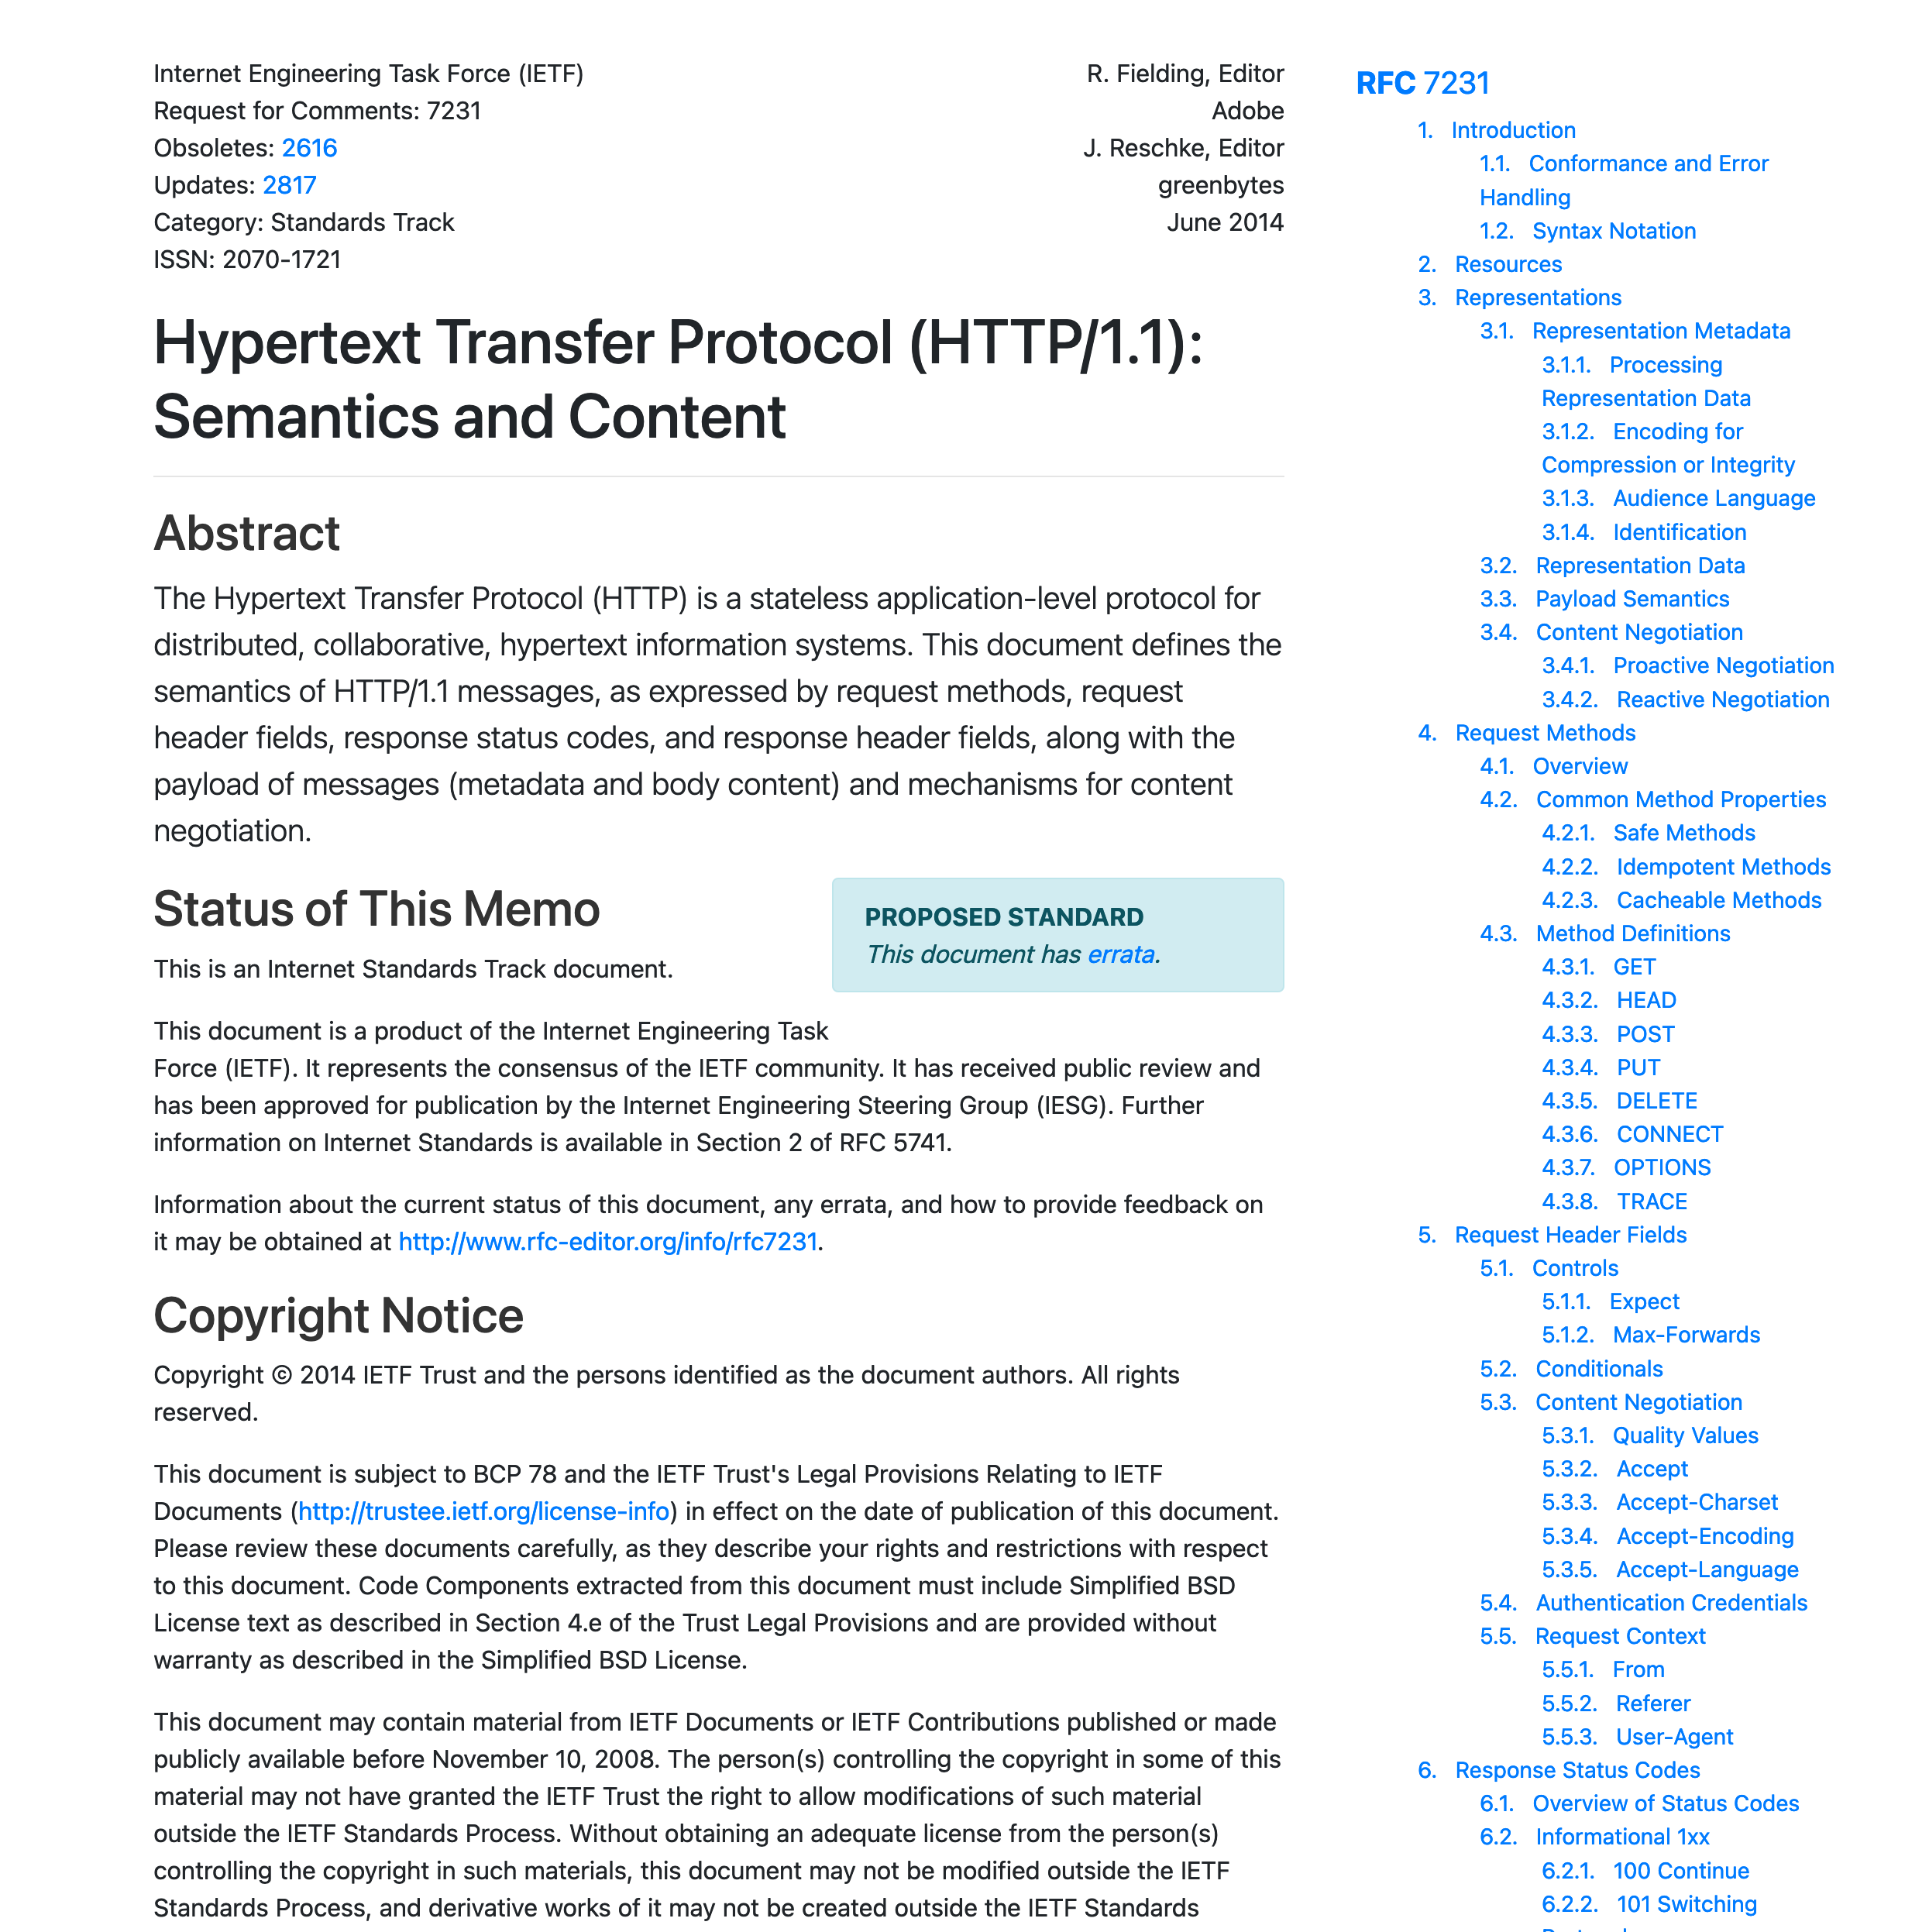 Internet Engineering Task Force (IETF)
Request for Comments: 7231
Obsoletes: 2616
Updates: 2817
Category: Standards Track
ISSN: 2070-1721
R. Fielding, Editor
Adobe
J. Reschke, Editor
greenbytes
June 2014
Hypertext Transfer Protocol (HTTP/1.1):
Semantics and Content
Abstract
The Hypertext Transfer Protocol (HTTP) is a stateless application-level protocol for
distributed, collaborative, hypertext information systems. This document defines the
semantics of HTTP/1.1 messages, as expressed by request methods, request
header fields, response status codes, and response header fields, along with the
payload of messages (metadata and body content) and mechanisms for content
negotiation.
Status of This Memo
PROPOSED STANDARD
This document has errata.
This is an Internet Standards Track document.
This document is a product of the Internet Engineering Task
Force (IETF). It represents the consensus of the IETF community. It has received public review and
has been approved for publication by the Internet Engineering Steering Group (IESG). Further
information on Internet Standards is available in Section 2 of RFC 5741.
Information about the current status of this document, any errata, and how to provide feedback on
it may be obtained at http://www.rfc-editor.org/info/rfc7231.
Copyright Notice
Copyright © 2014 IETF Trust and the persons identified as the document authors. All rights
reserved.
This document is subject to BCP 78 and the IETF Trust's Legal Provisions Relating to IETF
Documents (http://trustee.ietf.org/license-info) in effect on the date of publication of this document.
Please review these documents carefully, as they describe your rights and restrictions with respect
to this document. Code Components extracted from this document must include Simplified BSD
License text as described in Section 4.e of the Trust Legal Provisions and are provided without
warranty as described in the Simplified BSD License.
This document may contain material from IETF Documents or IETF Contributions published or made
publicly available before November 10, 2008. The person(s) controlling the copyright in some of this
material may not have granted the IETF Trust the right to allow modifications of such material
outside the IETF Standards Process. Without obtaining an adequate license from the person(s)
controlling the copyright in such materials, this document may not be modified outside the IETF
Standards Process, and derivative works of it may not be created outside the IETF Standards
RFC 7231
1. Introduction
1.1. Conformance and Error
Handling
1.2. Syntax Notation
2. Resources
3. Representations
3.1. Representation Metadata
3.1.1. Processing
Representation Data
3.1.2. Encoding for
Compression or Integrity
3.1.3. Audience Language
3.1.4. Identification
3.2. Representation Data
3.3. Payload Semantics
3.4. Content Negotiation
3.4.1. Proactive Negotiation
3.4.2. Reactive Negotiation
4. Request Methods
4.1. Overview
4.2. Common Method Properties
4.2.1. Safe Methods
4.2.2. Idempotent Methods
4.2.3. Cacheable Methods
4.3. Method Definitions
4.3.1. GET
4.3.2. HEAD
4.3.3. POST
4.3.4. PUT
4.3.5. DELETE
4.3.6. CONNECT
4.3.7. OPTIONS
4.3.8. TRACE
5. Request Header Fields
5.1. Controls
5.1.1. Expect
5.1.2. Max-Forwards
5.2. Conditionals
5.3. Content Negotiation
5.3.1. Quality Values
5.3.2. Accept
5.3.3. Accept-Charset
5.3.4. Accept-Encoding
5.3.5. Accept-Language
5.4. Authentication Credentials
5.5. Request Context
5.5.1. From
5.5.2. Referer
5.5.3. User-Agent
6. Response Status Codes
6.1. Overview of Status Codes
6.2. Informational 1xx
6.2.1. 100 Continue
6.2.2. 101 Switching